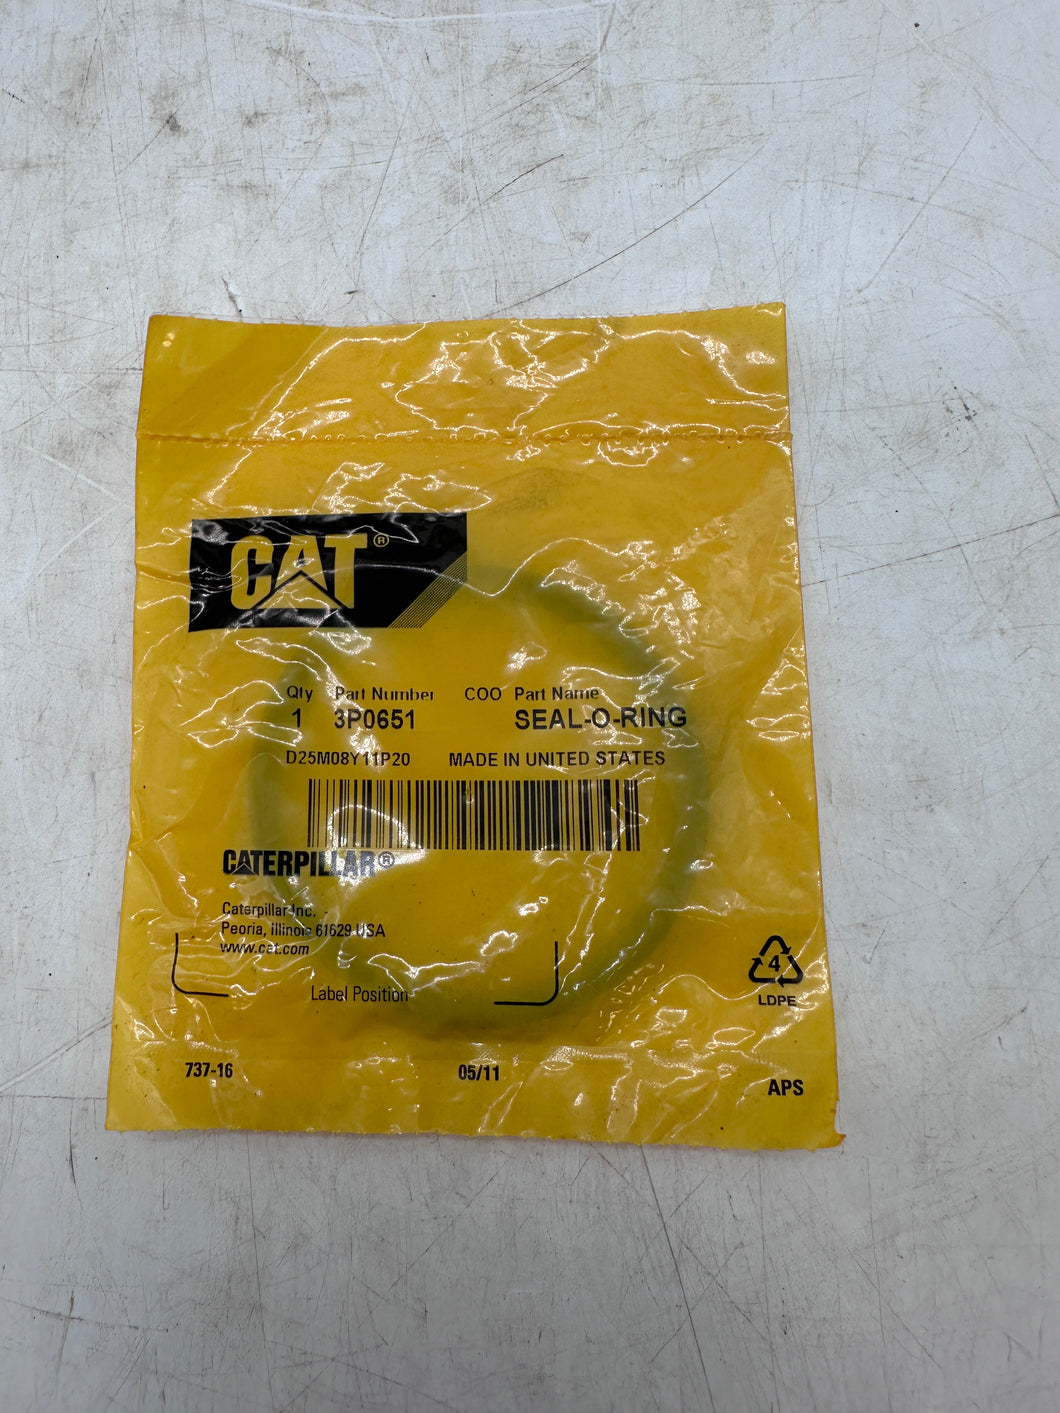 CAT®
Qty Part Number COO Part Name
1 3P0651 SEAL-O-RING
D25M08Y11P20 MADE IN UNITED STATES
CATERPILLAR®
Caterpillar Inc.
Peoria, Illinois 61629 USA
www.cat.com
Label Position
4
LDPE
737-16 05/11 APS